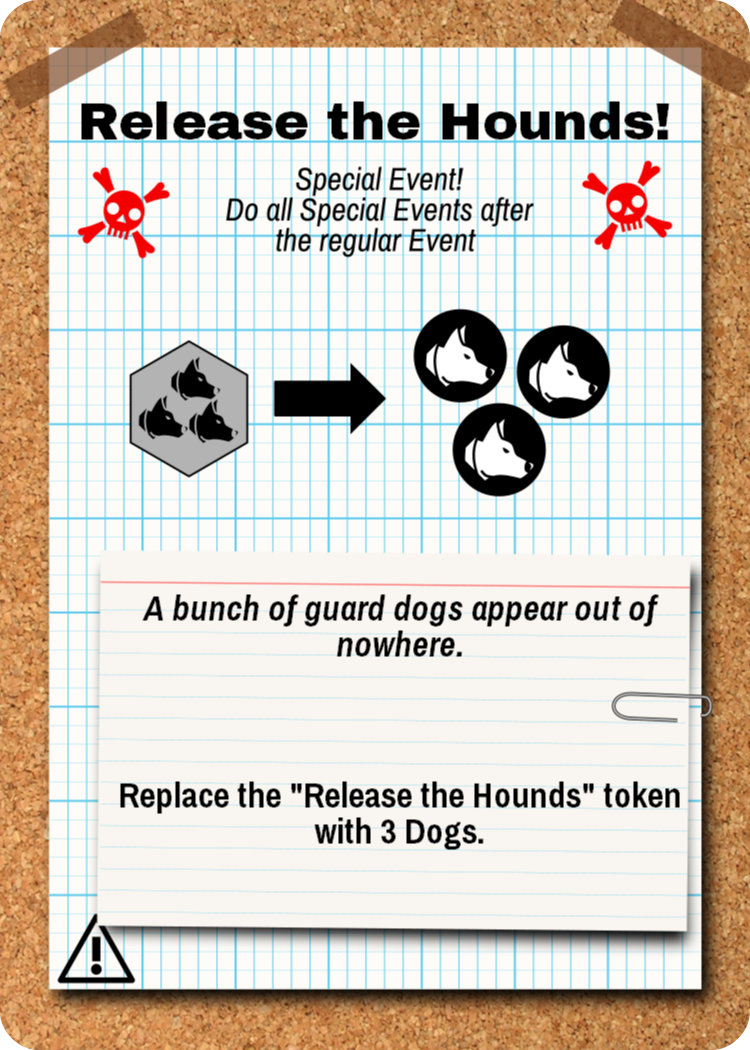 Release the Hounds!
Special Event!
Do all Special Events after
the regular Event
A bunch of guard dogs appear out of
nowhere.
Replace the "Release the Hounds" token
with 3 Dogs.